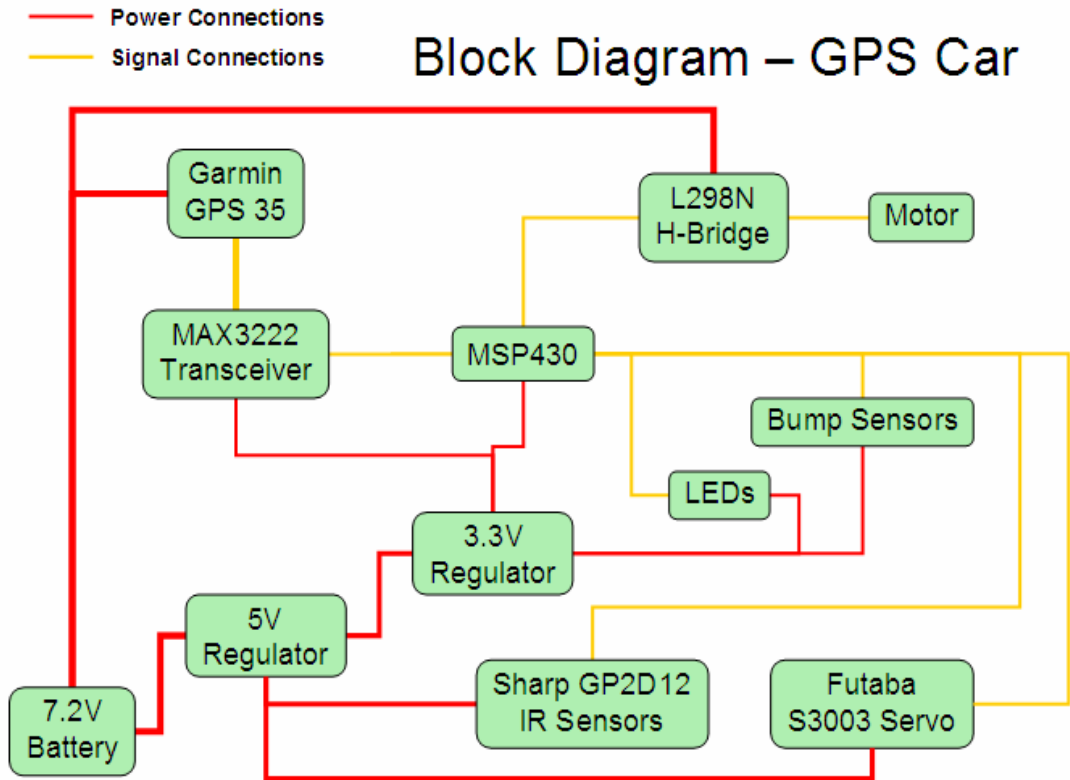 Power Connections
Signal Connections
Block Diagram – GPS Car
Garmin
GPS 35
L298N
H-Bridge
Motor
MAX3222
Transceiver
MSP430
Bump Sensors
LEDs
3.3V
Regulator
5V
Regulator
7.2V
Battery
Sharp GP2D12
IR Sensors
Futaba
S3003 Servo